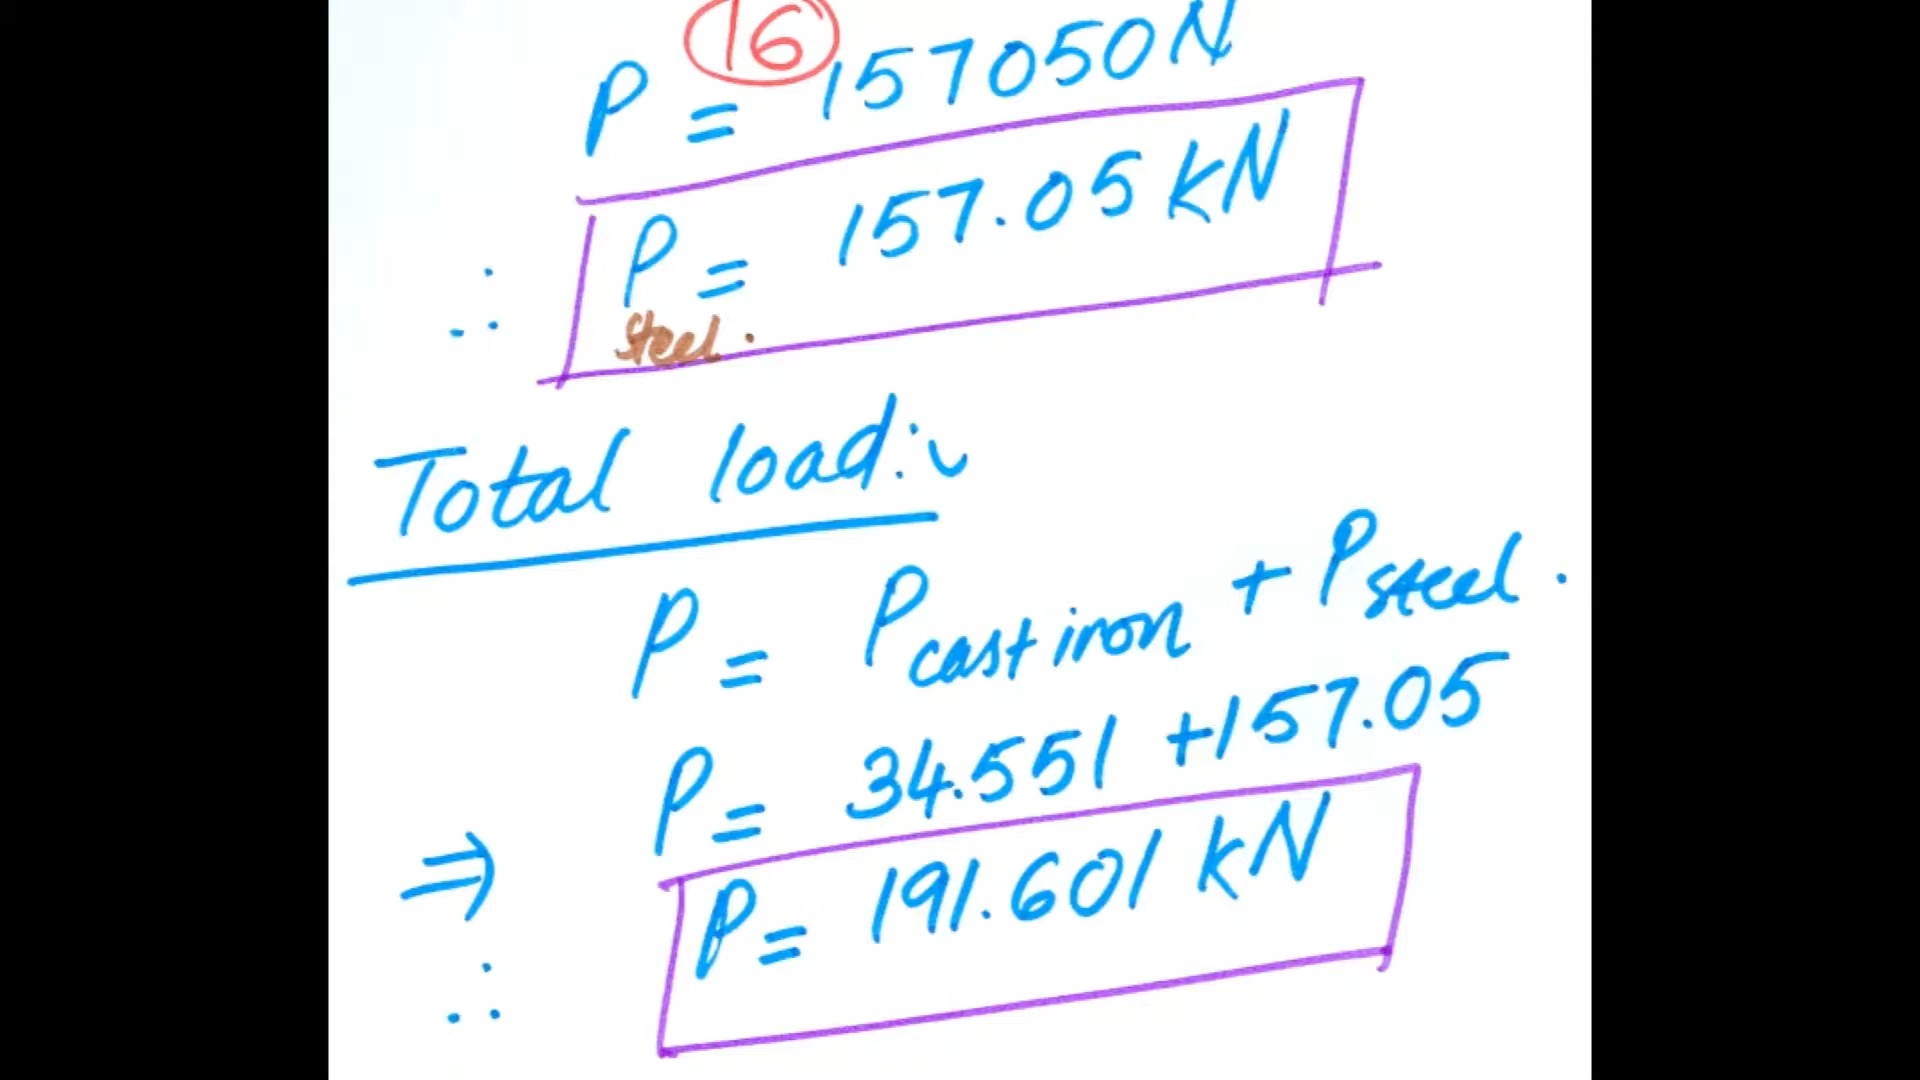 16
P = 157050 N
∴ P steel. = 157.05 kN
Total load:
P = P cast iron + P steel.
⇒ P = 34.551 + 157.05
∴ P = 191.601 kN